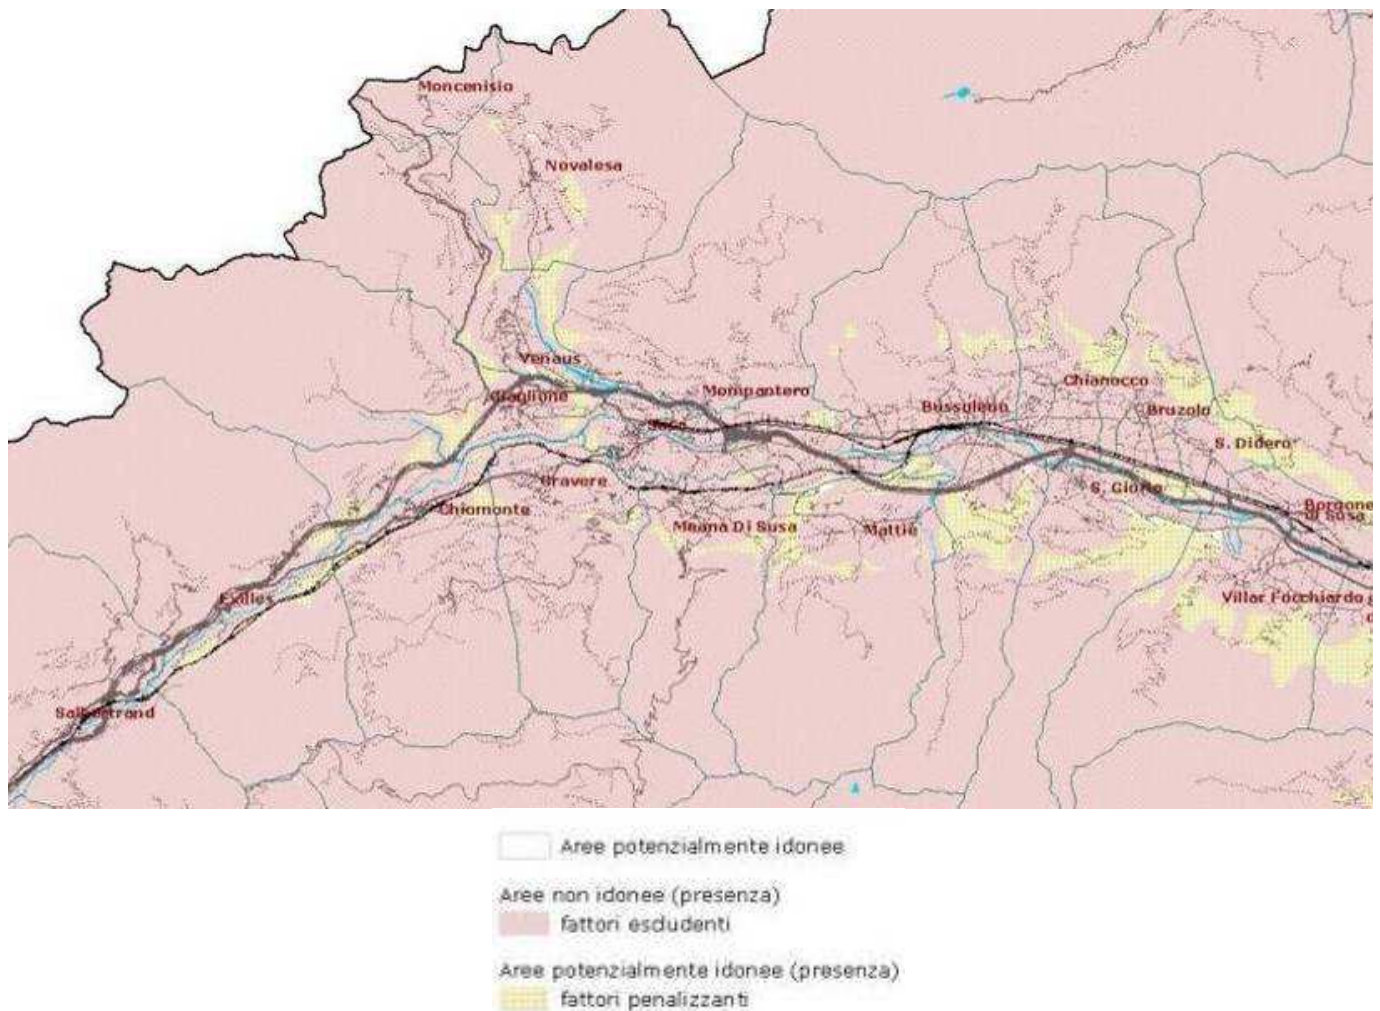 Moncenisio
Novalesa
Venaus
Giaglione
Mompantero
Susa
Chianocco
Bussoleno
Bruzolo
S. Didero
Gravere
S. Giorio
Chiomonte
Borgone
di Susa
Meana Di Susa
Mattie
Exilles
Villar Focchiardo
Salbertrand
Aree potenzialmente idonee
Aree non idonee (presenza)
fattori escludenti
Aree potenzialmente idonee (presenza)
fattori penalizzanti